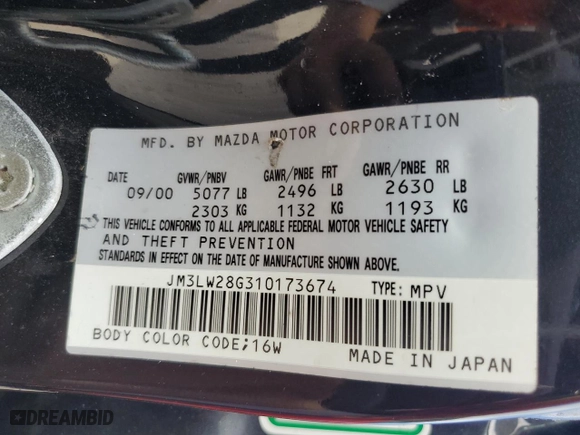 MFD. BY MAZDA MOTOR CORPORATION
DATE GVWR/PNBV GAWR/PNBE FRT GAWR/PNBE RR
09/00 5077 LB 2496 LB 2630 LB
2303 KG 1132 KG 1193 KG
THIS VEHICLE CONFORMS TO ALL APPLICABLE FEDERAL MOTOR VEHICLE SAFETY
AND THEFT PREVENTION
STANDARDS IN EFFECT ON THE DATE OF MANUFACTURE SHOWN ABOVE.
JM3LW28G310173674 TYPE: MPV
BODY COLOR CODE;16W MADE IN JAPAN
DREAMBID